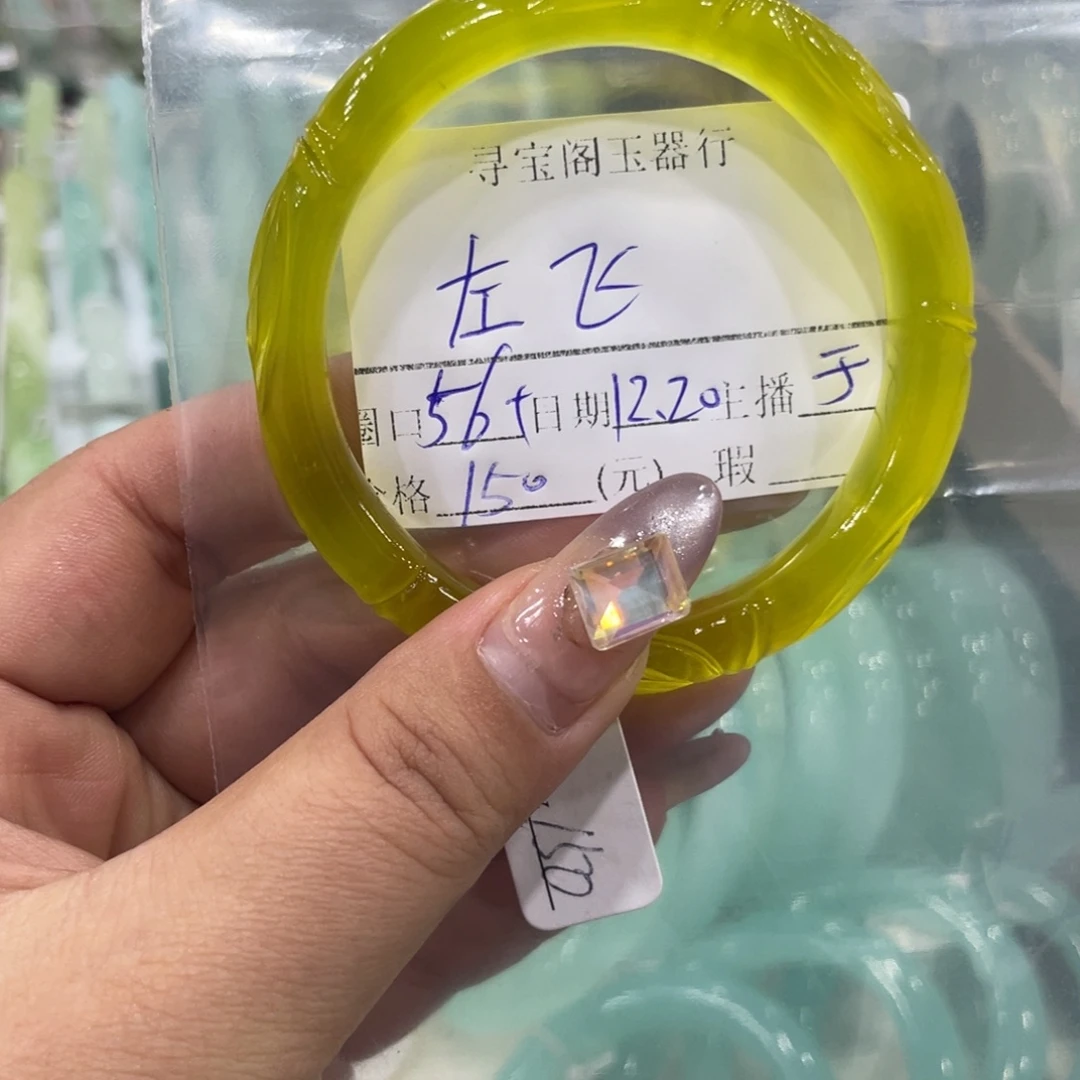 寻宝阁玉器行
左飞
圈口56+日期12.20主播于
价格150(元) 瑕
150